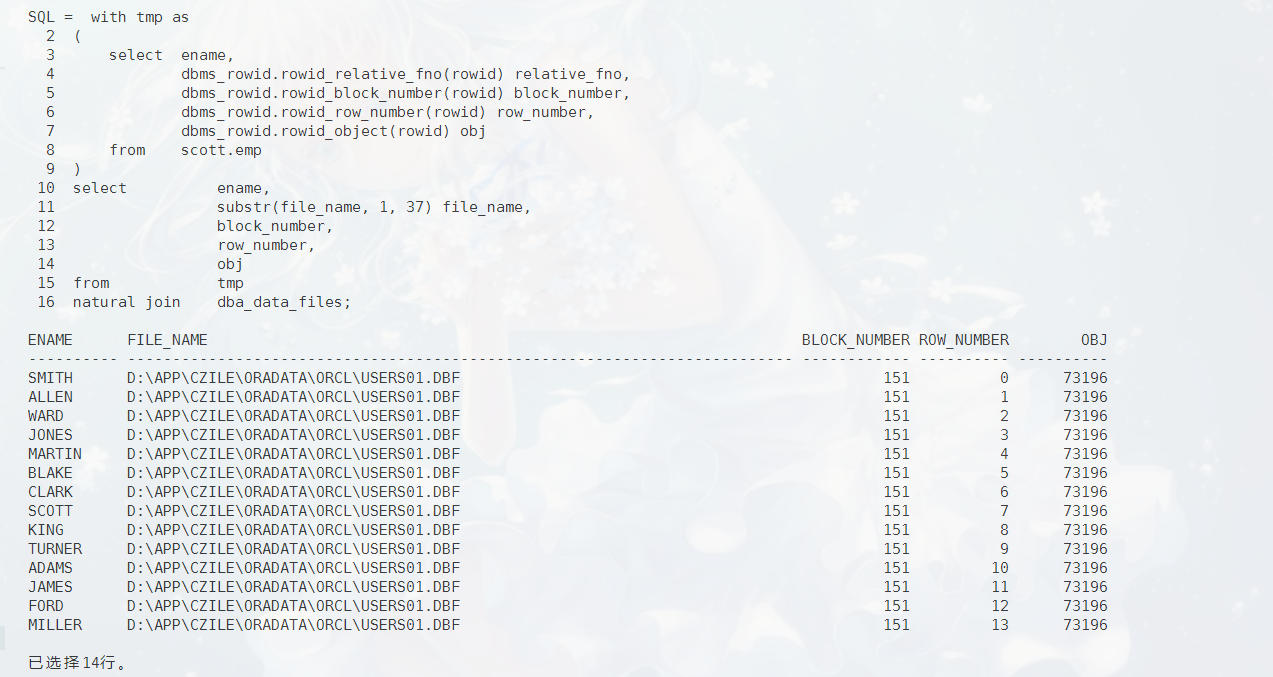 SQL =  with tmp as
  2  (
  3      select  ename,
  4              dbms_rowid.rowid_relative_fno(rowid) relative_fno,
  5              dbms_rowid.rowid_block_number(rowid) block_number,
  6              dbms_rowid.rowid_row_number(rowid) row_number,
  7              dbms_rowid.rowid_object(rowid) obj
  8      from    scott.emp
  9  )
 10  select          ename,
 11                  substr(file_name, 1, 37) file_name,
 12                  block_number,
 13                  row_number,
 14                  obj
 15  from            tmp
 16  natural join    dba_data_files;
ENAME      FILE_NAME                                                                  BLOCK_NUMBER ROW_NUMBER        OBJ
---------- -------------------------------------------------------------------------- ------------ ---------- ----------
SMITH      D:\APP\CZILE\ORADATA\ORCL\USERS01.DBF                                               151          0      73196
ALLEN      D:\APP\CZILE\ORADATA\ORCL\USERS01.DBF                                               151          1      73196
WARD       D:\APP\CZILE\ORADATA\ORCL\USERS01.DBF                                               151          2      73196
JONES      D:\APP\CZILE\ORADATA\ORCL\USERS01.DBF                                               151          3      73196
MARTIN     D:\APP\CZILE\ORADATA\ORCL\USERS01.DBF                                               151          4      73196
BLAKE      D:\APP\CZILE\ORADATA\ORCL\USERS01.DBF                                               151          5      73196
CLARK      D:\APP\CZILE\ORADATA\ORCL\USERS01.DBF                                               151          6      73196
SCOTT      D:\APP\CZILE\ORADATA\ORCL\USERS01.DBF                                               151          7      73196
KING       D:\APP\CZILE\ORADATA\ORCL\USERS01.DBF                                               151          8      73196
TURNER     D:\APP\CZILE\ORADATA\ORCL\USERS01.DBF                                               151          9      73196
ADAMS      D:\APP\CZILE\ORADATA\ORCL\USERS01.DBF                                               151         10      73196
JAMES      D:\APP\CZILE\ORADATA\ORCL\USERS01.DBF                                               151         11      73196
FORD       D:\APP\CZILE\ORADATA\ORCL\USERS01.DBF                                               151         12      73196
MILLER     D:\APP\CZILE\ORADATA\ORCL\USERS01.DBF                                               151         13      73196
已选择14行。